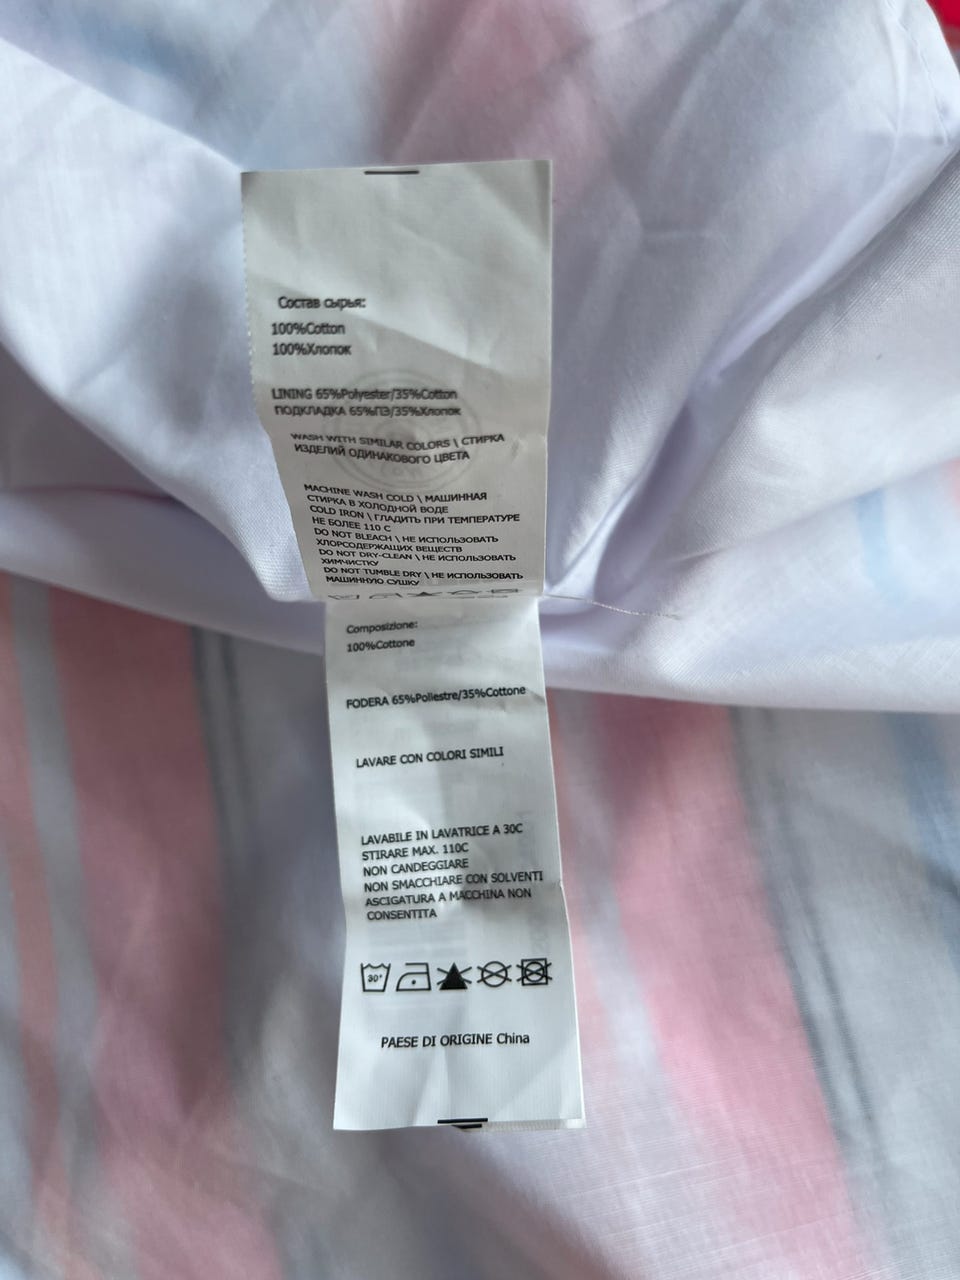 Состав сырья:
100%Cotton
100%Хлопок
LINING 65%Polyester/35%Cotton
ПОДКЛАДКА 65%ПЭ/35%Хлопок
WASH WITH SIMILAR COLORS \ СТИРКА
ИЗДЕЛИЙ ОДИНАКОВОГО ЦВЕТА
MACHINE WASH COLD \ МАШИННАЯ
СТИРКА В ХОЛОДНОЙ ВОДЕ
COLD IRON \ ГЛАДИТЬ ПРИ ТЕМПЕРАТУРЕ
НЕ БОЛЕЕ 110 С
DO NOT BLEACH \ НЕ ИСПОЛЬЗОВАТЬ
ХЛОРСОДЕРЖАЩИХ ВЕЩЕСТВ
DO NOT DRY-CLEAN \ НЕ ИСПОЛЬЗОВАТЬ
ХИМЧИСТКУ
DO NOT TUMBLE DRY \ НЕ ИСПОЛЬЗОВАТЬ
МАШИННУЮ СУШКУ
Composizione:
100%Cottone
FODERA 65%Poliestre/35%Cottone
LAVARE CON COLORI SIMILI
LAVABILE IN LAVATRICE A 30C
STIRARE MAX. 110C
NON CANDEGGIARE
NON SMACCHIARE CON SOLVENTI
ASCIGATURA A MACCHINA NON
CONSENTITA
30°
PAESE DI ORIGINE China